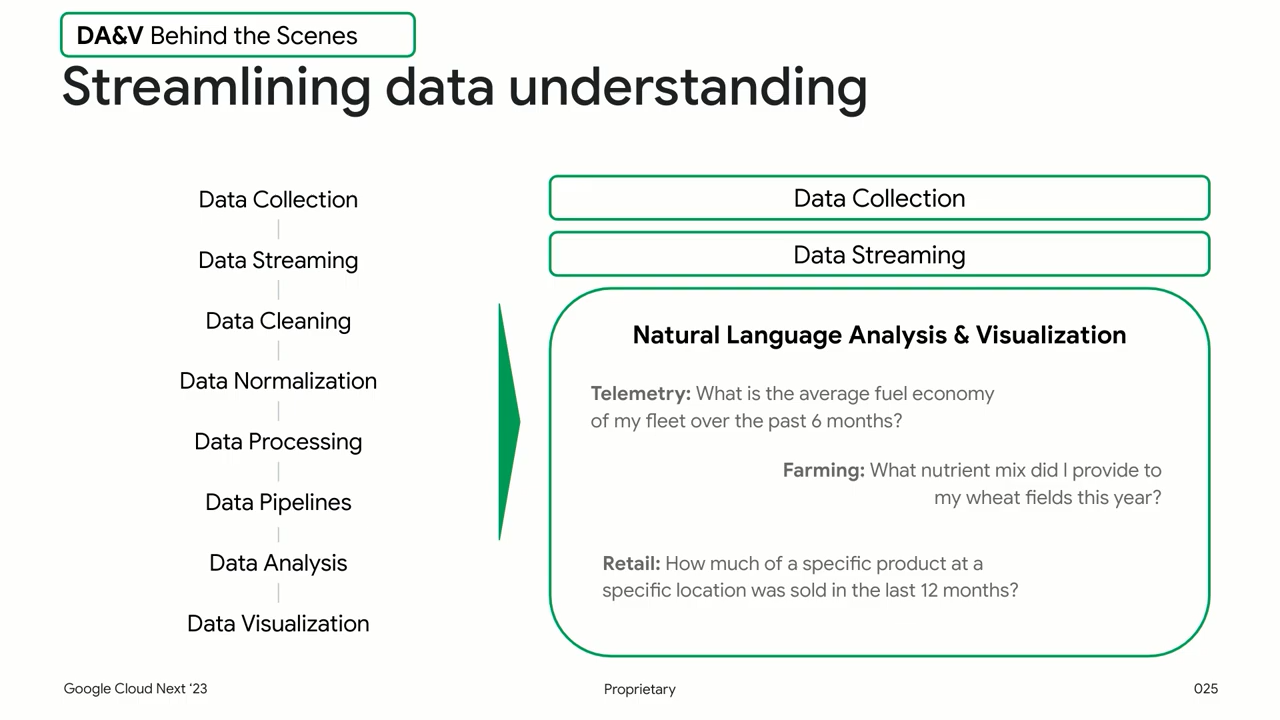 DA&V Behind the Scenes
Streamlining data understanding
Data Collection
Data Streaming
Data Cleaning
Data Normalization
Data Processing
Data Pipelines
Data Analysis
Data Visualization
Data Collection
Data Streaming
Natural Language Analysis & Visualization
Telemetry: What is the average fuel economy
of my fleet over the past 6 months?
Farming: What nutrient mix did I provide to
my wheat fields this year?
Retail: How much of a specific product at a
specific location was sold in the last 12 months?
Google Cloud Next ‘23
Proprietary
025